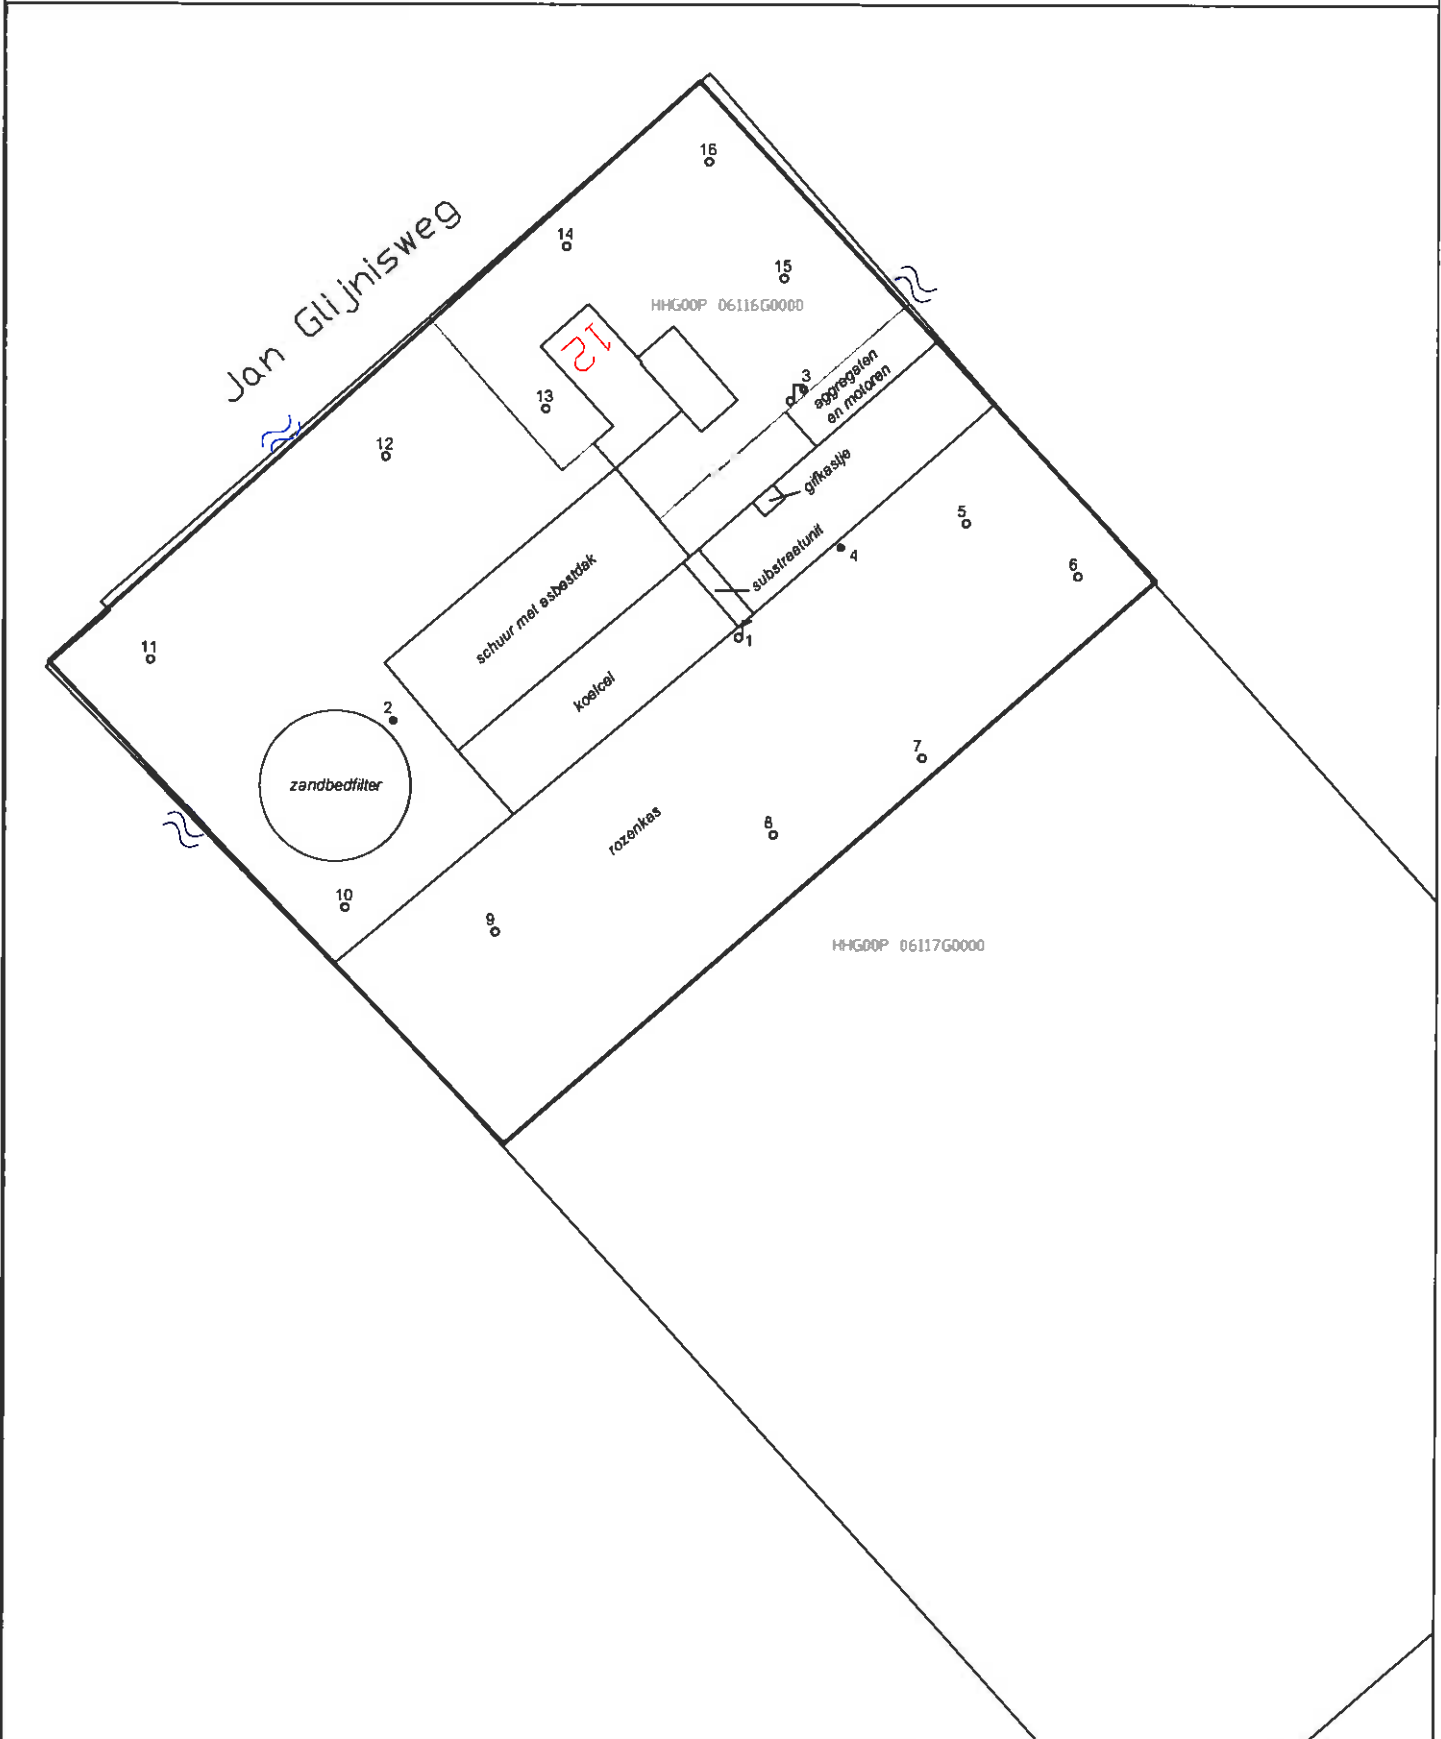 16
Jan Glijnisweg
14
15
HHG00P 06116G0000
12
3
aggregaten
en motoren
13
12
gifkastje
5
substraatunit
4
6
schuur met asbestdak
1
11
koelcel
2
7
zandbedfilter
8
rozenkas
10
9
HHG00P 06117G0000